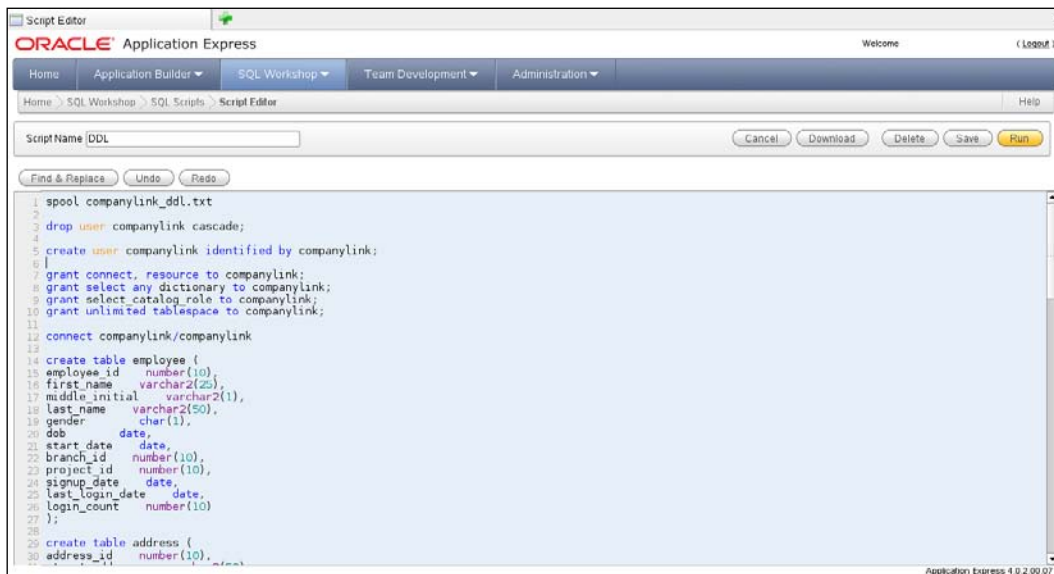 Script Editor
ORACLE Application Express
Welcome
( Logout )
Home Application Builder SQL Workshop Team Development Administration
Home > SQL Workshop > SQL Scripts > Script Editor
Help
Script Name DDL
Cancel Download Delete Save Run
Find & Replace Undo Redo
1 spool companylink_ddl.txt
2
3 drop user companylink cascade;
4
5 create user companylink identified by companylink;
6
7 grant connect, resource to companylink;
8 grant select any dictionary to companylink;
9 grant select_catalog_role to companylink;
10 grant unlimited tablespace to companylink;
11
12 connect companylink/companylink
13
14 create table employee (
15 employee_id number(10),
16 first_name varchar2(25),
17 middle_initial varchar2(1),
18 last_name varchar2(50),
19 gender char(1),
20 dob date,
21 start_date date,
22 branch_id number(10),
23 project_id number(10),
24 signup_date date,
25 last_login_date date,
26 login_count number(10)
27 );
28
29 create table address (
30 address_id number(10),
Application Express 4.0.2.00.07